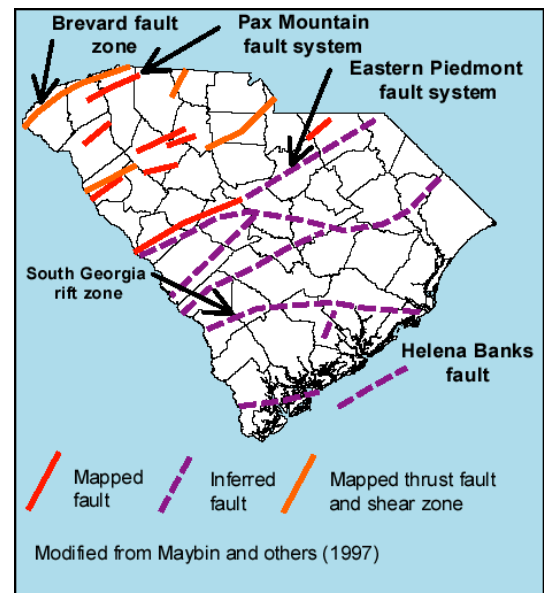 Brevard fault
zone
Pax Mountain
fault system
Eastern Piedmont
fault system
South Georgia
rift zone
Helena Banks
fault
Mapped
fault
Inferred
fault
Mapped thrust fault
and shear zone
Modified from Maybin and others (1997)